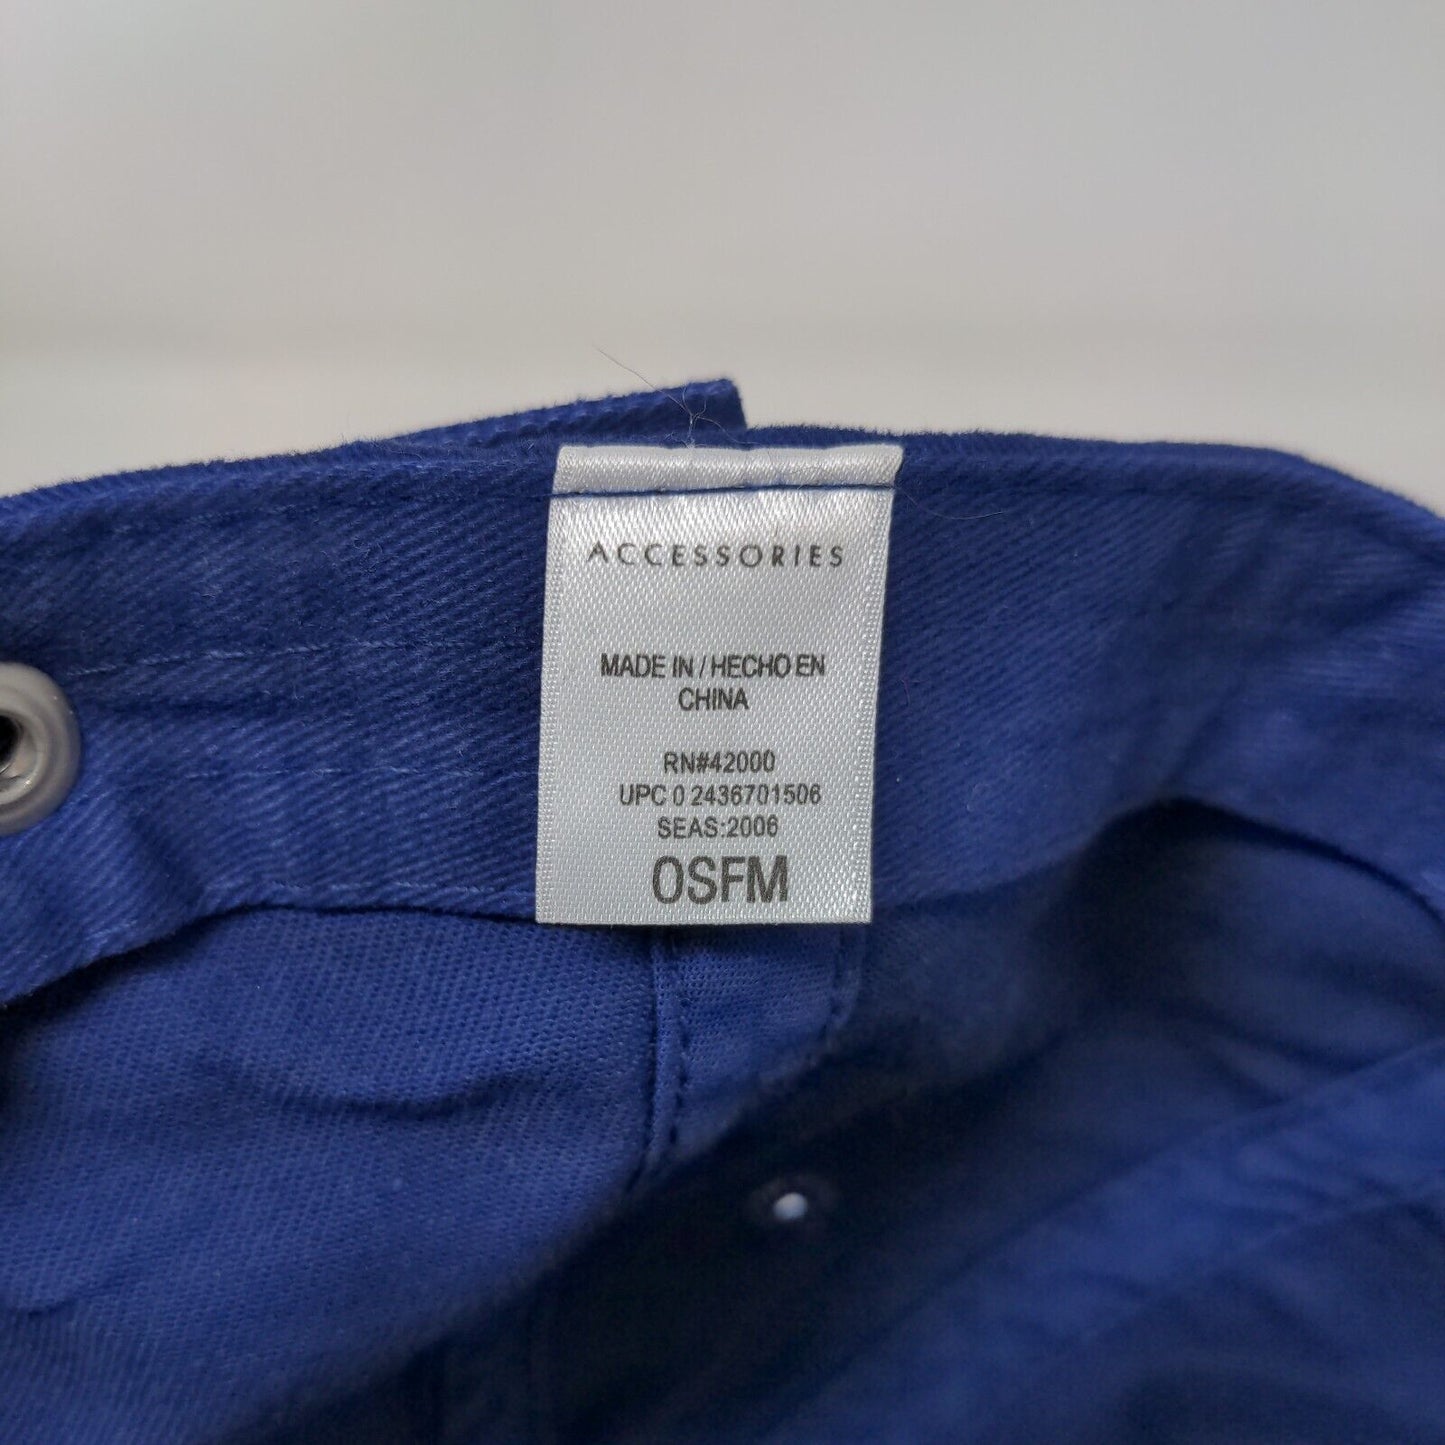 ACCESSORIES
MADE IN / HECHO EN
CHINA
RN#42000
UPC 0 2436701506
SEAS:2006
OSFM